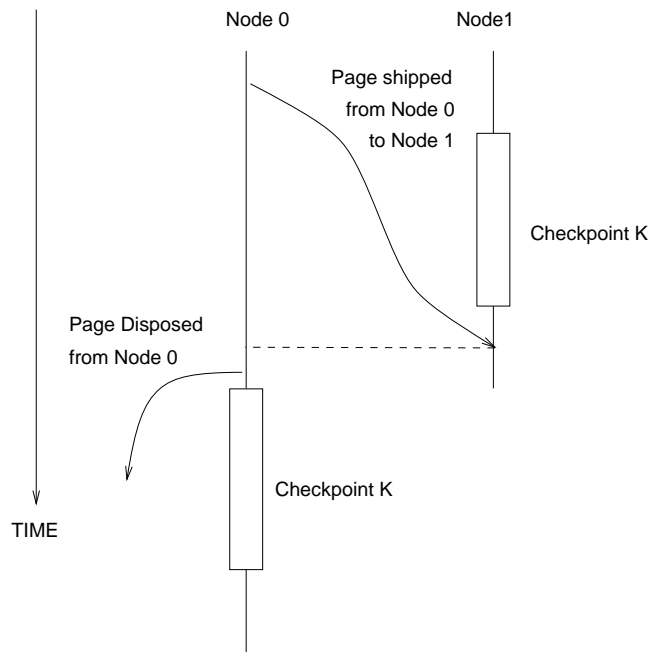 Node 0
Node1
Page shipped
from Node 0
to Node 1
Checkpoint K
Page Disposed
from Node 0
Checkpoint K
TIME